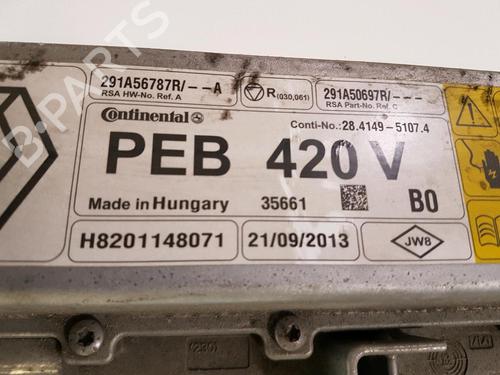 291A56787R/--A
RSA HW-No. Ref. A
R (030,061)
291A50697R/---
RSA Part-No. Ref. C
Continental
Conti-No.: 28.4149-5107.4
PEB 420 V
Made in Hungary
35661
B0
H8201148071
21/09/2013
JW8
B-PARTS